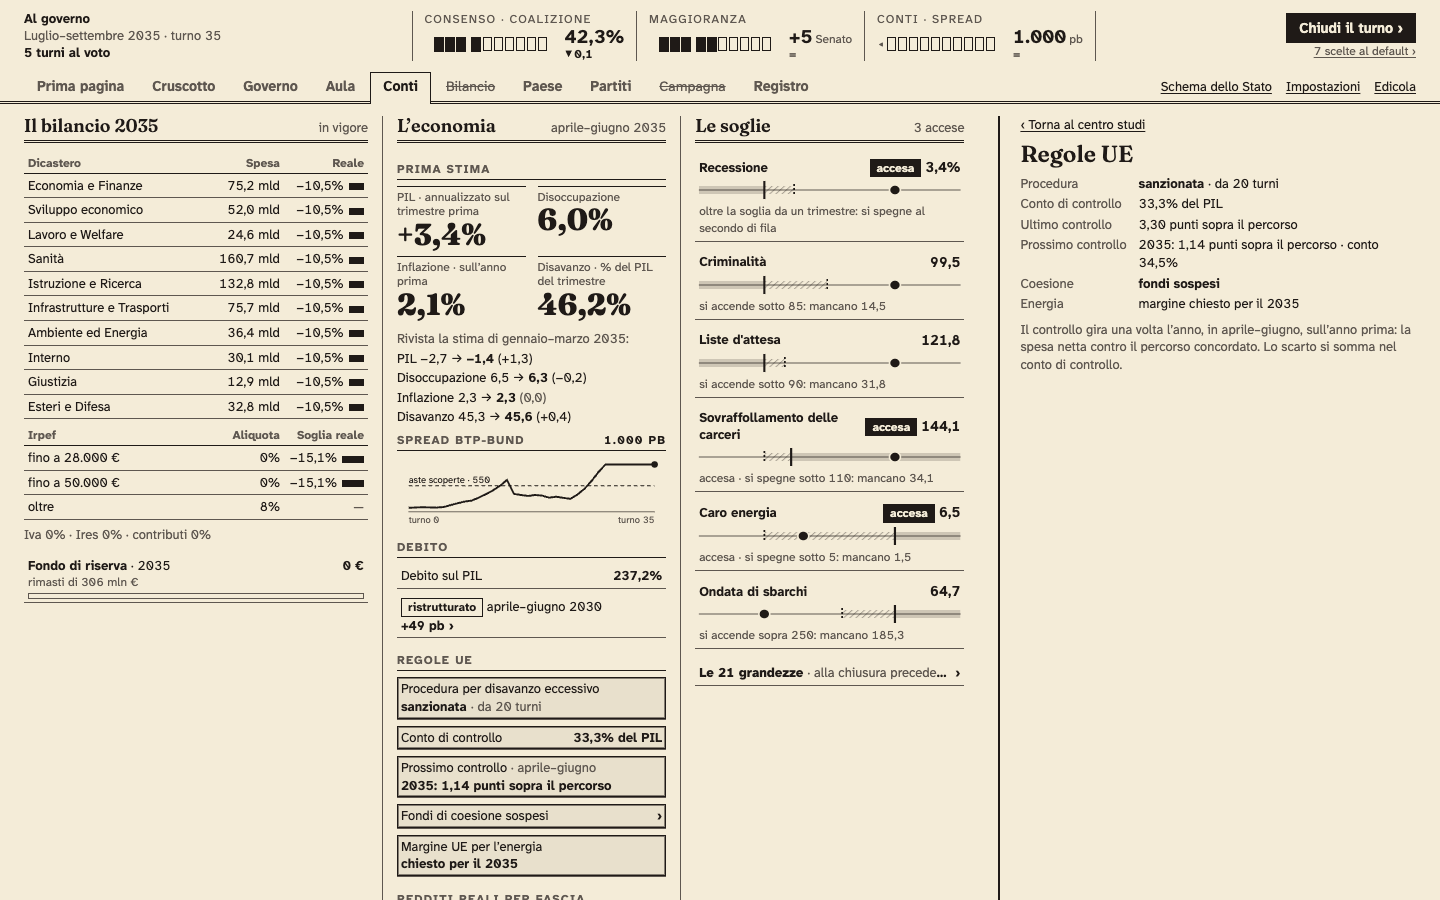 Al governo
Luglio–settembre 2035 · turno 35
5 turni al voto
CONSENSO · COALIZIONE
42,3%
▼0,1
MAGGIORANZA
+5 Senato
=
CONTI · SPREAD
1.000 pb
=
Chiudi il turno ›
7 scelte al default ›
Prima pagina
Cruscotto
Governo
Aula
Conti
Bilancio
Paese
Partiti
Campagna
Registro
Schema dello Stato
Impostazioni
Edicola
Il bilancio 2035
in vigore
Dicastero Spesa Reale
Economia e Finanze 75,2 mld −10,5%
Sviluppo economico 52,0 mld −10,5%
Lavoro e Welfare 24,6 mld −10,5%
Sanità 160,7 mld −10,5%
Istruzione e Ricerca 132,8 mld −10,5%
Infrastrutture e Trasporti 75,7 mld −10,5%
Ambiente ed Energia 36,4 mld −10,5%
Interno 30,1 mld −10,5%
Giustizia 12,9 mld −10,5%
Esteri e Difesa 32,8 mld −10,5%
Irpef Aliquota Soglia reale
fino a 28.000 € 0% −15,1%
fino a 50.000 € 0% −15,1%
oltre 8% —
Iva 0% · Ires 0% · contributi 0%
Fondo di riserva · 2035 0 €
rimasti di 306 mln €
L’economia
aprile–giugno 2035
PRIMA STIMA
PIL · annualizzato sul
trimestre prima
+3,4%
Disoccupazione
6,0%
Inflazione · sull’anno
prima
2,1%
Disavanzo · % del PIL
del trimestre
46,2%
Rivista la stima di gennaio–marzo 2035:
PIL −2,7 → −1,4 (+1,3)
Disoccupazione 6,5 → 6,3 (−0,2)
Inflazione 2,3 → 2,3 (0,0)
Disavanzo 45,3 → 45,6 (+0,4)
SPREAD BTP-BUND 1.000 PB
aste scoperte · 550
turno 0 turno 35
DEBITO
Debito sul PIL 237,2%
ristrutturato aprile–giugno 2030
+49 pb ›
REGOLE UE
Procedura per disavanzo eccessivo
sanzionata · da 20 turni
Conto di controllo 33,3% del PIL
Prossimo controllo · aprile–giugno
2035: 1,14 punti sopra il percorso
Fondi di coesione sospesi ›
Margine UE per l’energia
chiesto per il 2035
REDDITI REALI PER FASCIA
Le soglie
3 accese
Recessione accesa 3,4%
oltre la soglia da un trimestre: si spegne al
secondo di fila
Criminalità 99,5
si accende sotto 85: mancano 14,5
Liste d'attesa 121,8
si accende sotto 90: mancano 31,8
Sovraffollamento delle
carceri
accesa 144,1
accesa · si spegne sotto 110: mancano 34,1
Caro energia accesa 6,5
accesa · si spegne sotto 5: mancano 1,5
Ondata di sbarchi 64,7
si accende sopra 250: mancano 185,3
Le 21 grandezze · alla chiusura precede... ›
‹ Torna al centro studi
Regole UE
Procedura sanzionata · da 20 turni
Conto di controllo 33,3% del PIL
Ultimo controllo 3,30 punti sopra il percorso
Prossimo controllo 2035: 1,14 punti sopra il percorso · conto
34,5%
Coesione fondi sospesi
Energia margine chiesto per il 2035
Il controllo gira una volta l’anno, in aprile–giugno, sull’anno prima: la
spesa netta contro il percorso concordato. Lo scarto si somma nel
conto di controllo.